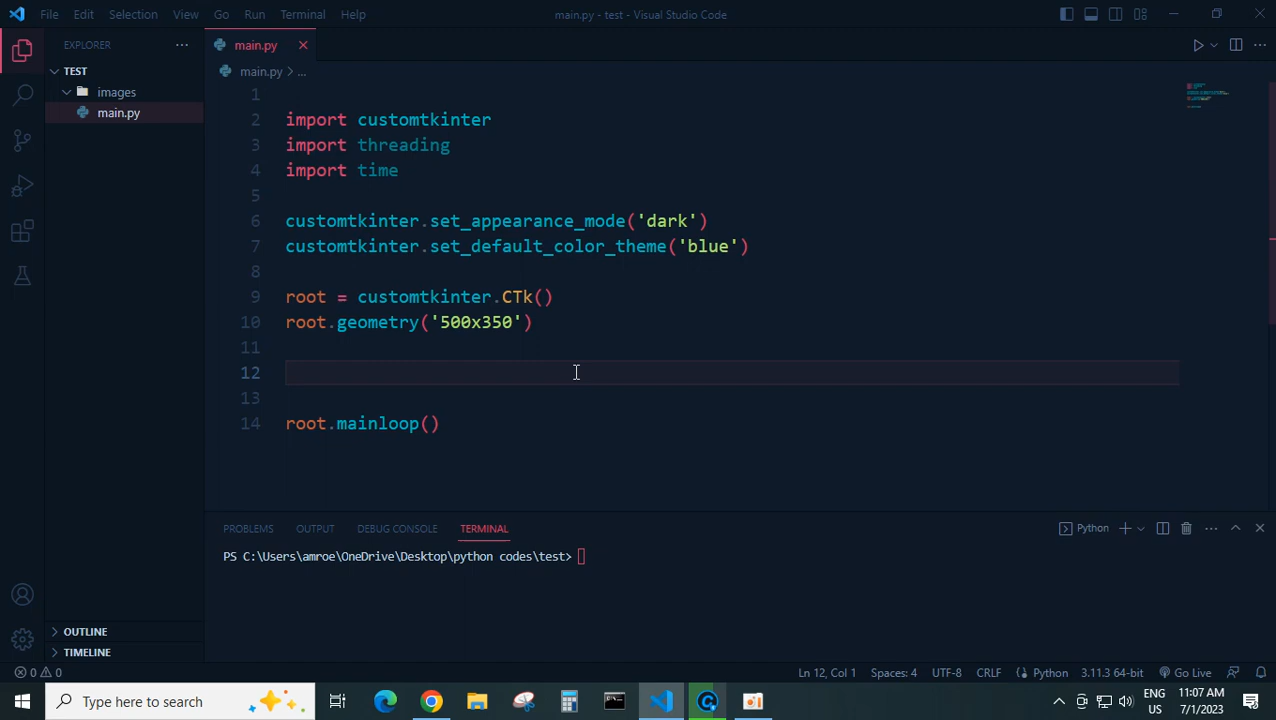 File Edit Selection View Go Run Terminal Help main.py - test - Visual Studio Code
EXPLORER
TEST
images
main.py
OUTLINE
TIMELINE
main.py
main.py > ...
1
2 import customtkinter
3 import threading
4 import time
5
6 customtkinter.set_appearance_mode('dark')
7 customtkinter.set_default_color_theme('blue')
8
9 root = customtkinter.CTk()
10 root.geometry('500x350')
11
12
13
14 root.mainloop()
PROBLEMS OUTPUT DEBUG CONSOLE TERMINAL Python
PS C:\Users\amroe\OneDrive\Desktop\python codes\test>
0 0 Ln 12, Col 1 Spaces: 4 UTF-8 CRLF Python 3.11.3 64-bit Go Live
Type here to search
ENG
US
11:07 AM
7/1/2023